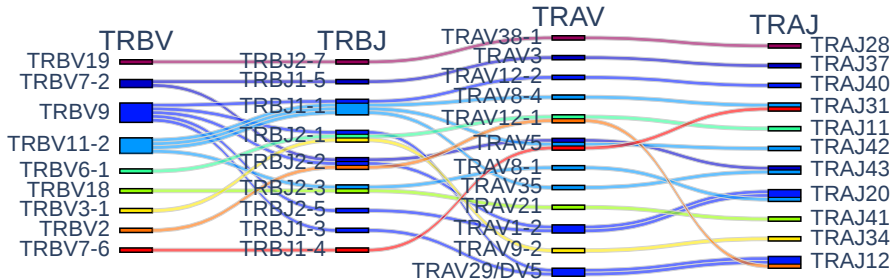 TRBV
TRBJ
TRAV
TRAJ
TRBV19
TRBV7-2
TRBV9
TRBV11-2
TRBV6-1
TRBV18
TRBV3-1
TRBV2
TRBV7-6
TRBJ2-7
TRBJ1-5
TRBJ1-1
TRBJ2-1
TRBJ2-2
TRBJ2-3
TRBJ2-5
TRBJ1-3
TRBJ1-4
TRAV38-1
TRAV3
TRAV12-2
TRAV8-4
TRAV12-1
TRAV5
TRAV8-1
TRAV35
TRAV21
TRAV1-2
TRAV9-2
TRAV29/DV5
TRAJ28
TRAJ37
TRAJ40
TRAJ31
TRAJ11
TRAJ42
TRAJ43
TRAJ20
TRAJ41
TRAJ34
TRAJ12